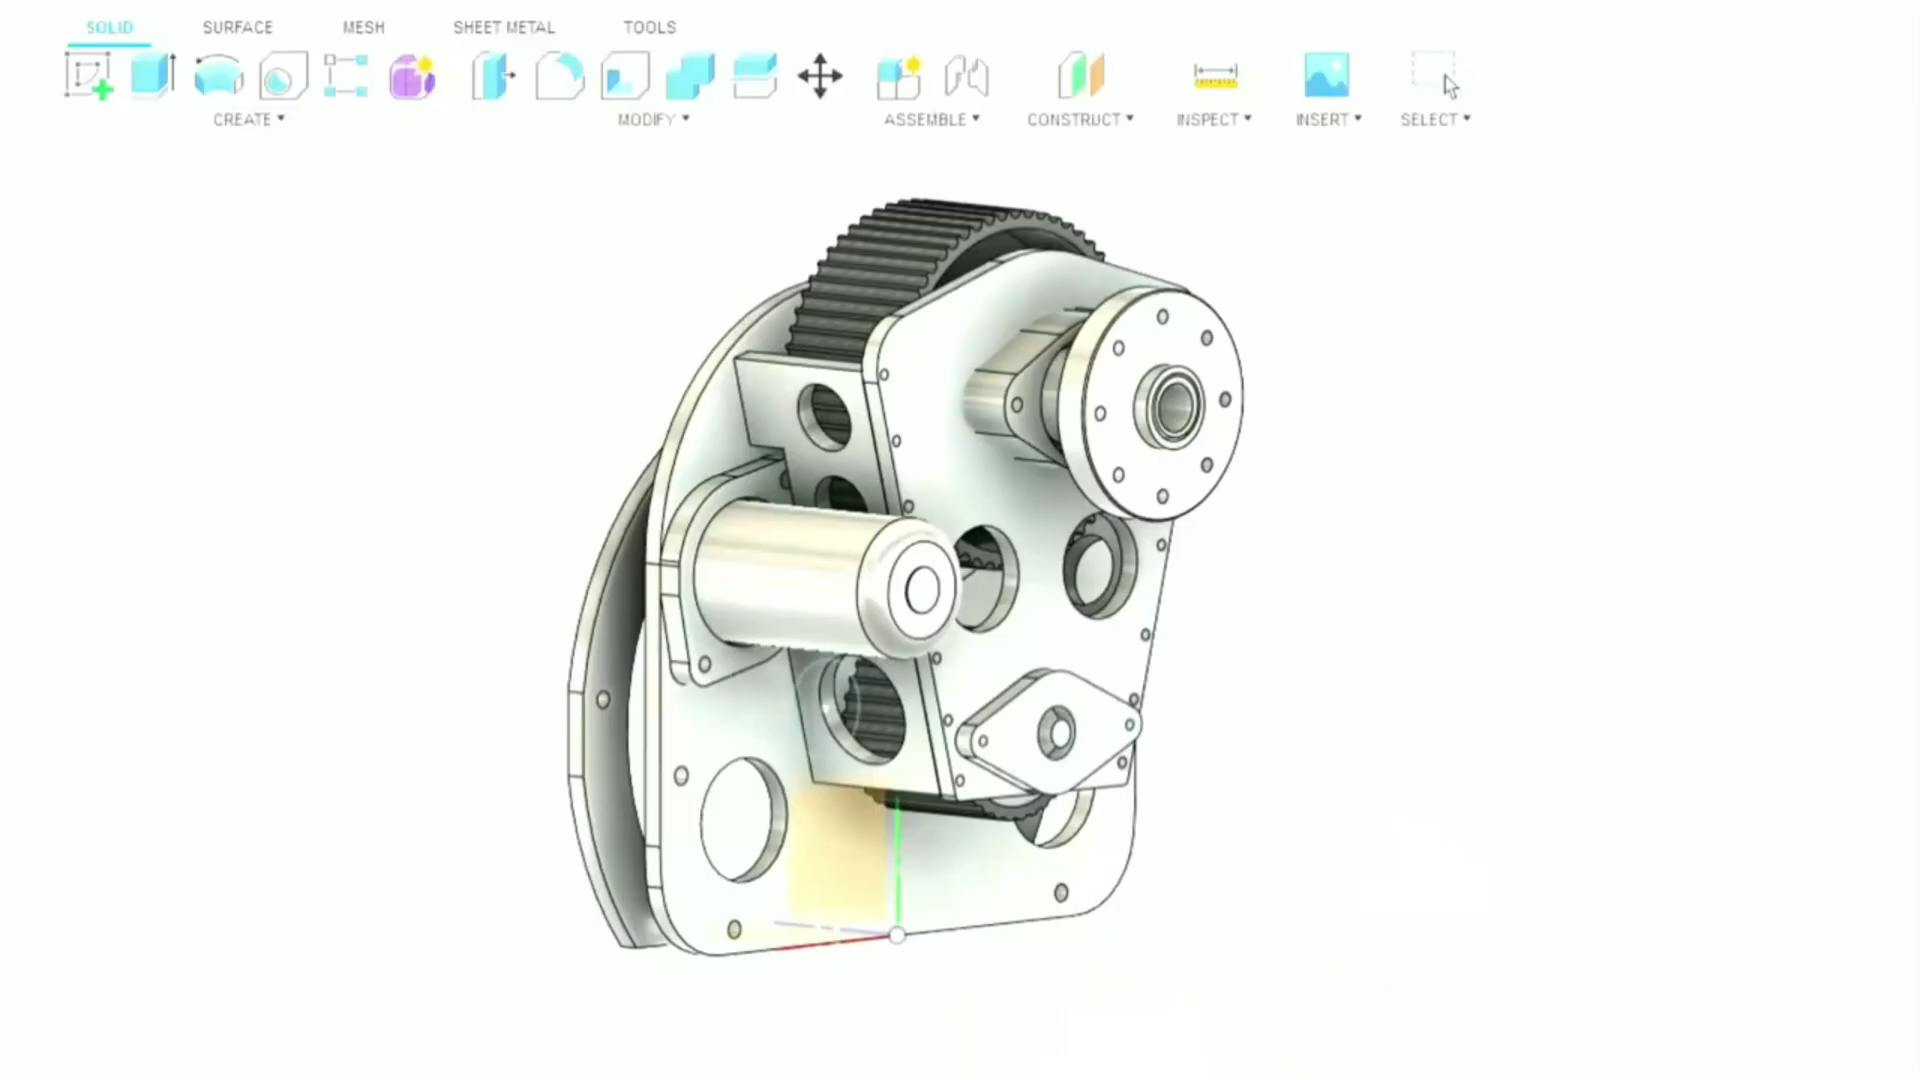 SOLID SURFACE MESH SHEET METAL TOOLS
CREATE MODIFY ASSEMBLE CONSTRUCT INSPECT INSERT SELECT